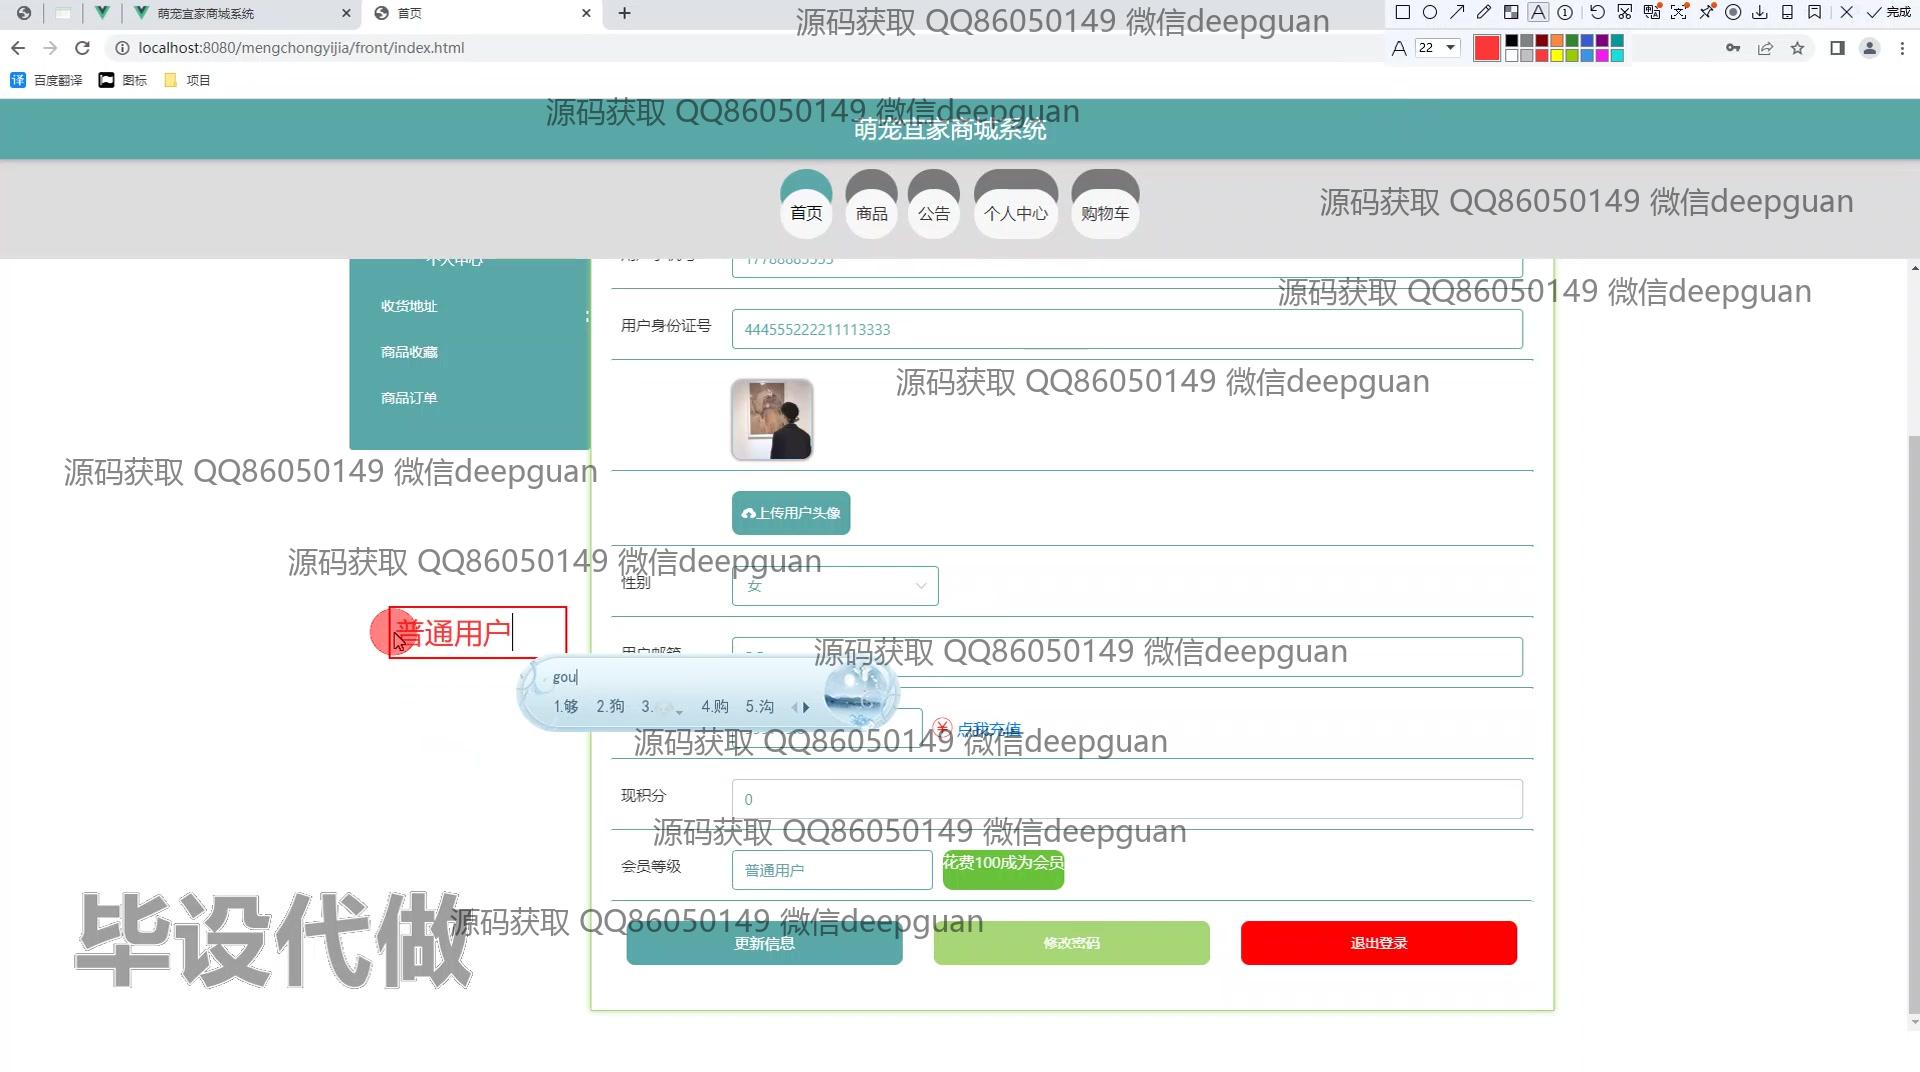 萌宠宜家商城系统
首页
localhost:8080/mengchongyijia/front/index.html
22
完成
百度翻译
图标
项目
源码获取 QQ86050149 微信deepguan
源码获取 QQ86050149 微信deepguan
萌宠宜家商城系统
首页
商品
公告
个人中心
购物车
源码获取 QQ86050149 微信deepguan
个人中心
收货地址
商品收藏
商品订单
17788885555
源码获取 QQ86050149 微信deepguan
用户身份证号
444555222211113333
源码获取 QQ86050149 微信deepguan
源码获取 QQ86050149 微信deepguan
上传用户头像
源码获取 QQ86050149 微信deepguan
性别
女
普通用户
用户邮箱
源码获取 QQ86050149 微信deepguan
gou
1.够 2.狗 3. 4.购 5.沟
点我充值
源码获取 QQ86050149 微信deepguan
现积分
0
源码获取 QQ86050149 微信deepguan
会员等级
普通用户
花费100成为会员
源码获取 QQ86050149 微信deepguan
毕设代做
更新信息
修改密码
退出登录